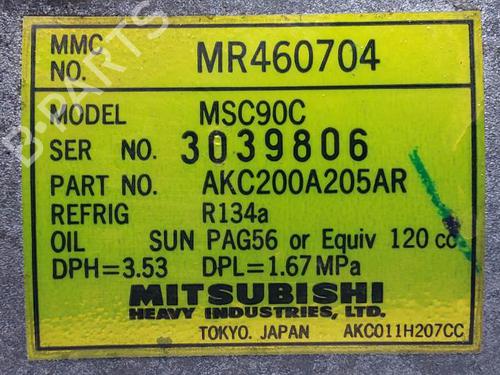 MMC NO. MR460704
MODEL MSC90C
SER NO. 3039806
PART NO. AKC200A205AR
REFRIG R134a
OIL SUN PAG56 or Equiv 120 cc
DPH=3.53 DPL=1.67 MPa
MITSUBISHI
HEAVY INDUSTRIES, LTD.
TOKYO. JAPAN AKC011H207CC
B-PARTS